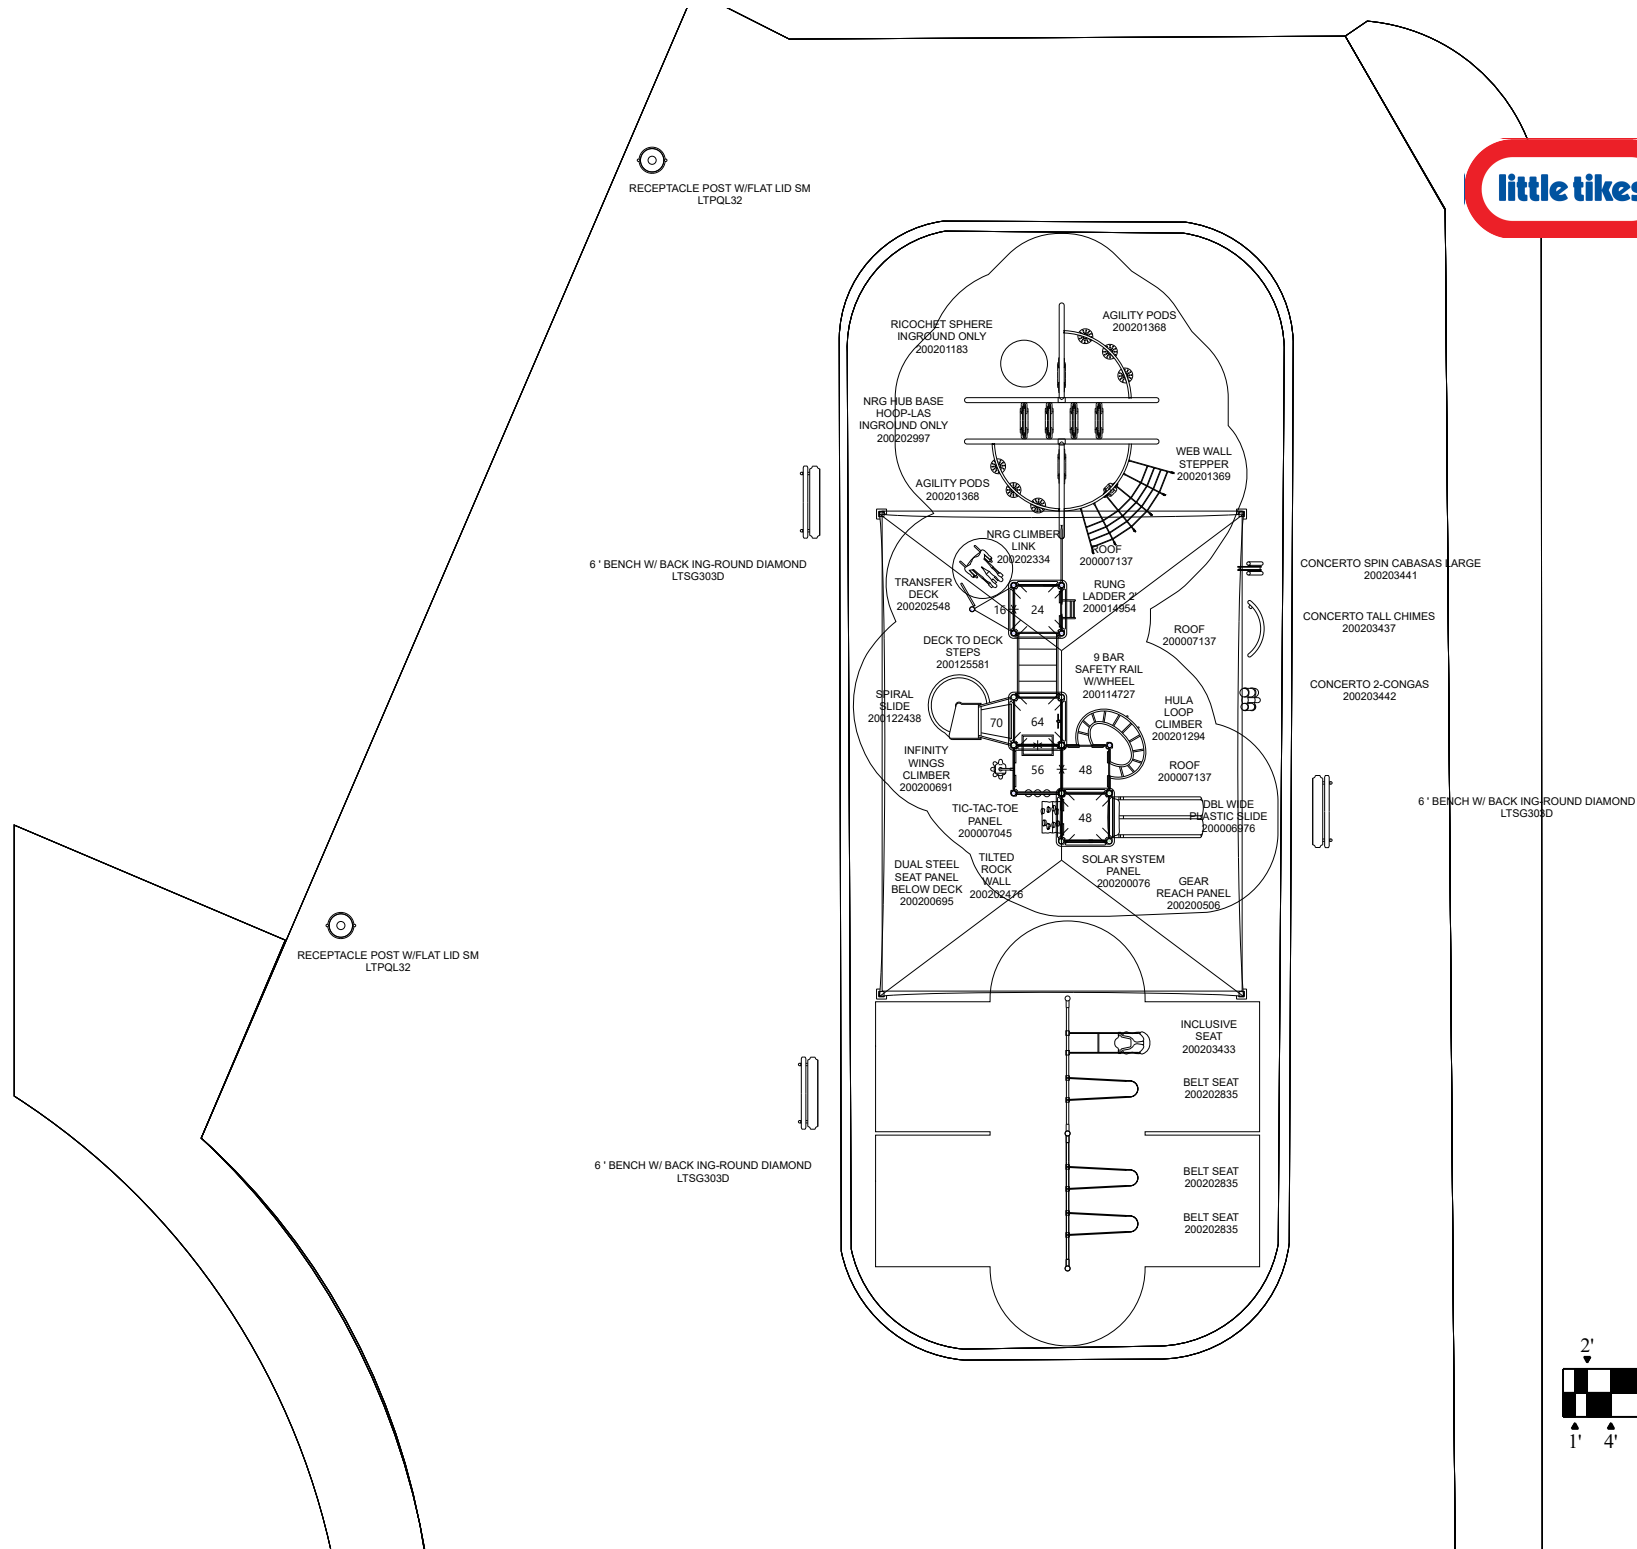 RECEPTACLE POST W/FLAT LID SM
LTPQL32
little tikes
RICOCHET SPHERE
INGROUND ONLY
200201183
AGILITY PODS
200201368
NRG HUB BASE
HOOP-LAS
INGROUND ONLY
200202997
WEB WALL
STEPPER
200201369
AGILITY PODS
200201368
NRG CLIMBER
LINK
200202334
ROOF
200007137
6 ' BENCH W/ BACK ING-ROUND DIAMOND
LTSG303D
CONCERTO SPIN CABASAS LARGE
200203441
TRANSFER
DECK
200202548
16
24
RUNG
LADDER 2'
200014954
CONCERTO TALL CHIMES
200203437
ROOF
200007137
DECK TO DECK
STEPS
200125581
9 BAR
SAFETY RAIL
W/WHEEL
200114727
CONCERTO 2-CONGAS
200203442
SPIRAL
SLIDE
200122438
70
64
HULA
LOOP
CLIMBER
200201294
INFINITY
WINGS
CLIMBER
200200691
56
48
ROOF
200007137
TIC-TAC-TOE
PANEL
200007045
48
DBL WIDE
PLASTIC SLIDE
200006976
6 ' BENCH W/ BACK ING-ROUND DIAMOND
LTSG303D
DUAL STEEL
SEAT PANEL
BELOW DECK
200200695
TILTED
ROCK
WALL
200202476
SOLAR SYSTEM
PANEL
200200076
GEAR
REACH PANEL
200200506
RECEPTACLE POST W/FLAT LID SM
LTPQL32
INCLUSIVE
SEAT
200203433
BELT SEAT
200202835
6 ' BENCH W/ BACK ING-ROUND DIAMOND
LTSG303D
BELT SEAT
200202835
BELT SEAT
200202835
2'
1'
4'